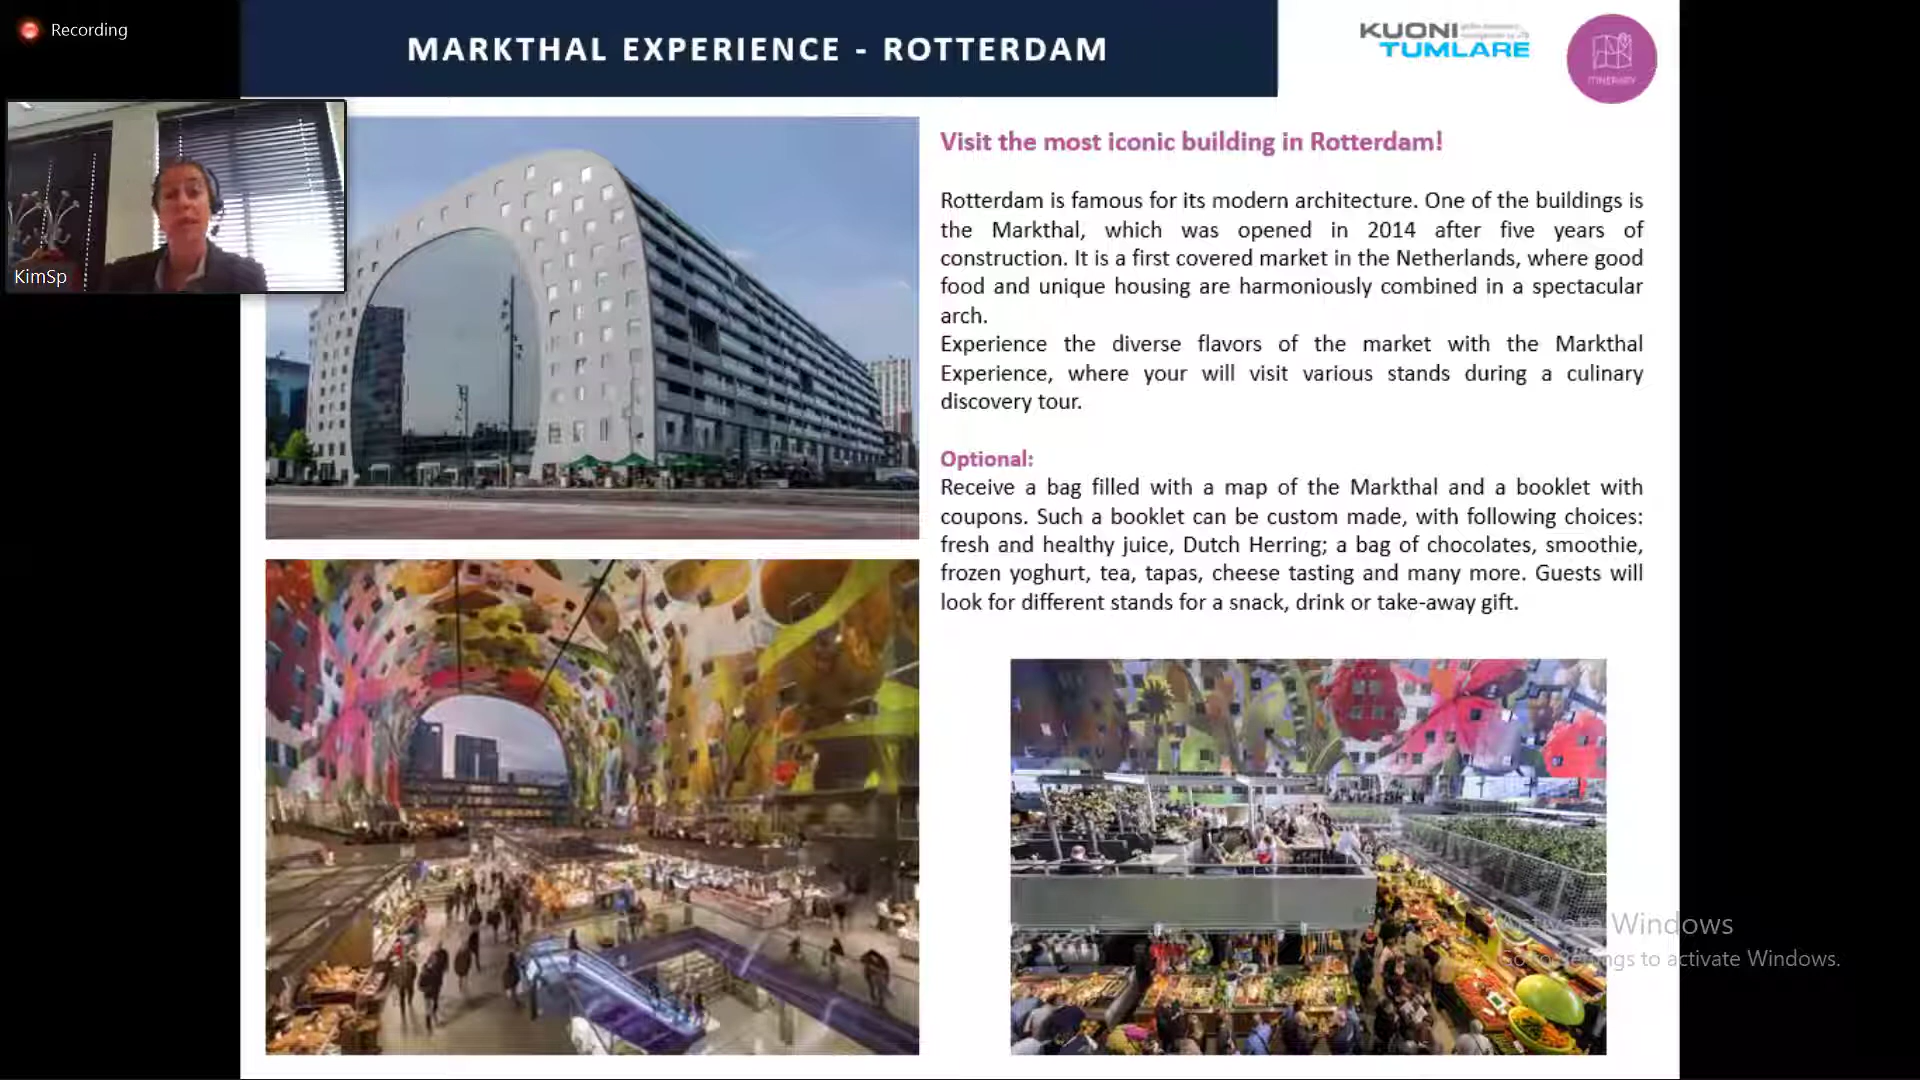 Recording
MARKTHAL EXPERIENCE - ROTTERDAM
KUONI
TUMLARE
ITINERARY
KimSp
Visit the most iconic building in Rotterdam!
Rotterdam is famous for its modern architecture. One of the buildings is
the Markthal, which was opened in 2014 after five years of
construction. It is a first covered market in the Netherlands, where good
food and unique housing are harmoniously combined in a spectacular
arch.
Experience the diverse flavors of the market with the Markthal
Experience, where your will visit various stands during a culinary
discovery tour.
Optional:
Receive a bag filled with a map of the Markthal and a booklet with
coupons. Such a booklet can be custom made, with following choices:
fresh and healthy juice, Dutch Herring; a bag of chocolates, smoothie,
frozen yoghurt, tea, tapas, cheese tasting and many more. Guests will
look for different stands for a snack, drink or take-away gift.
Activate Windows
Go to Settings to activate Windows.